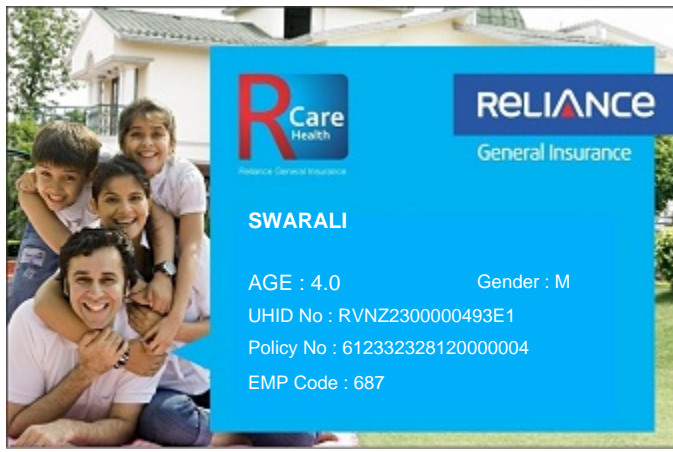 RCare
Health
Reliance General Insurance
RELIANCE
General Insurance
SWARALI
AGE : 4.0 Gender : M
UHID No : RVNZ2300000493E1
Policy No : 612332328120000004
EMP Code : 687